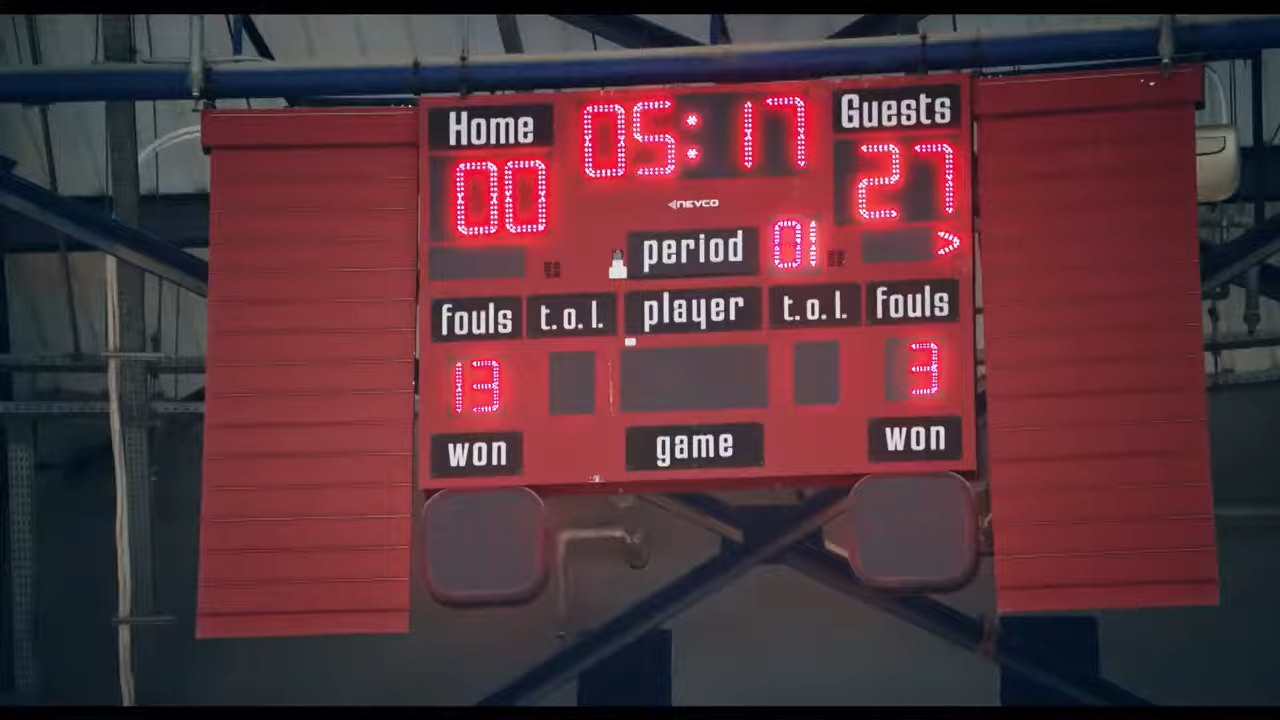 Home 05:17 Guests
00 27
NEVCO
period 01 >
fouls t.o.l. player t.o.l. fouls
13 3
won game won